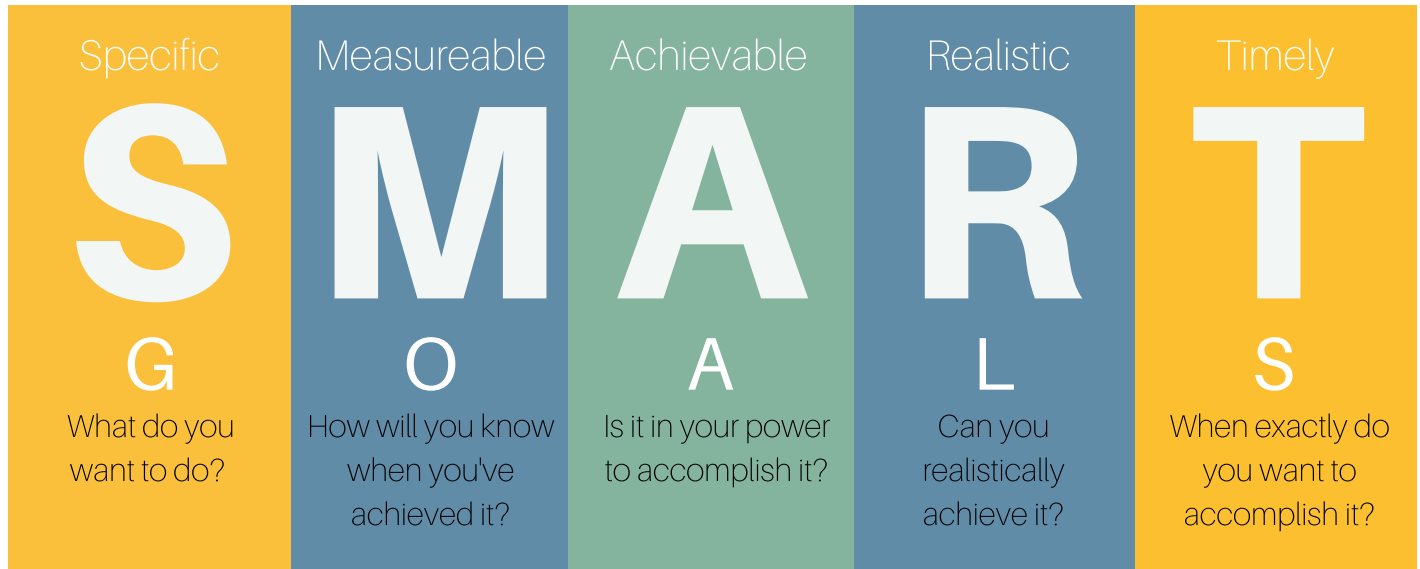 Specific
Measureable
Achievable
Realistic
Timely
S
M
A
R
T
G
O
A
L
S
What do you
want to do?
How will you know
when you've
achieved it?
Is it in your power
to accomplish it?
Can you
realistically
achieve it?
When exactly do
you want to
accomplish it?